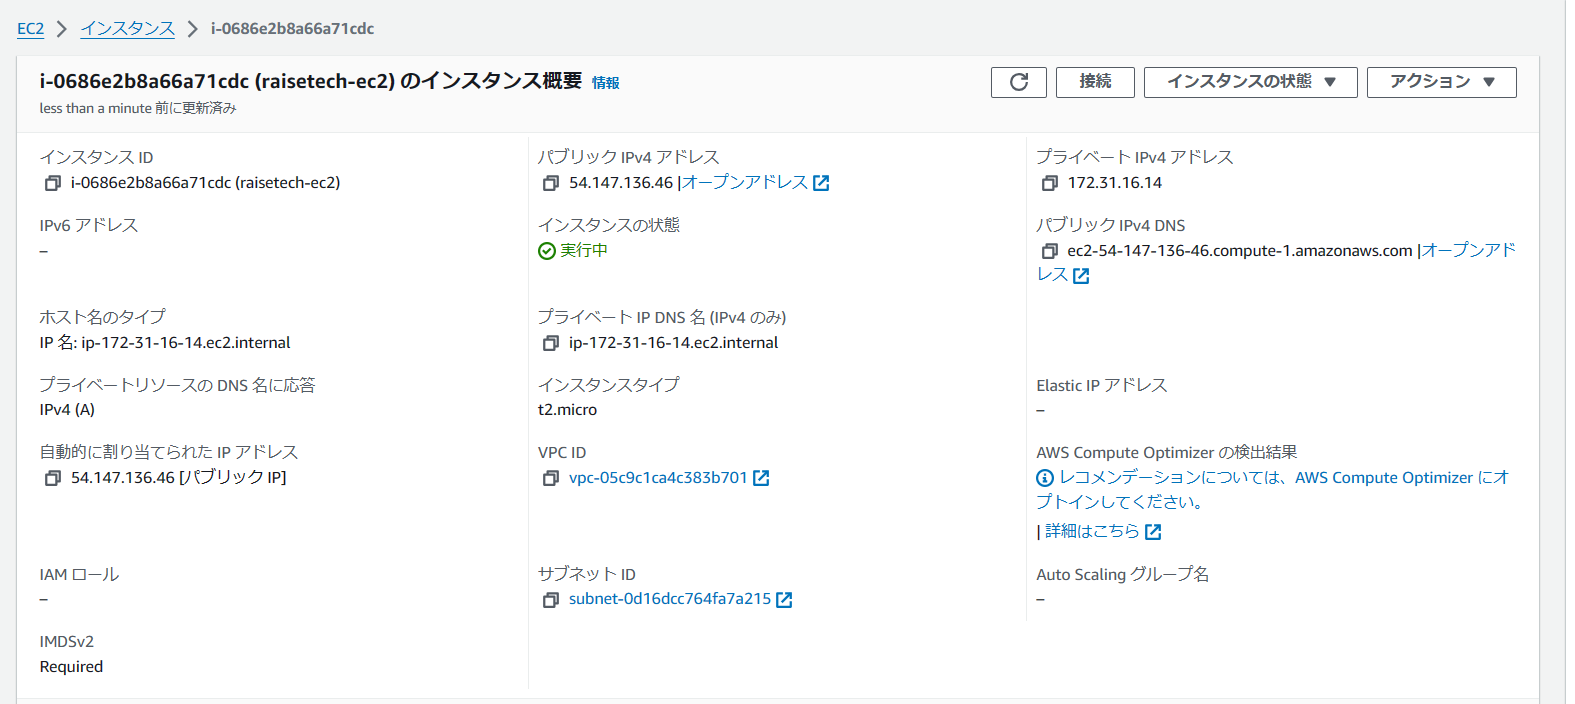 EC2 > インスタンス > i-0686e2b8a66a71cdc
i-0686e2b8a66a71cdc (raisetech-ec2) のインスタンス概要 情報
less than a minute 前に更新済み
接続
インスタンスの状態 ▼
アクション ▼
インスタンス ID
i-0686e2b8a66a71cdc (raisetech-ec2)
パブリック IPv4 アドレス
54.147.136.46 |オープンアドレス
プライベート IPv4 アドレス
172.31.16.14
IPv6 アドレス
–
インスタンスの状態
実行中
パブリック IPv4 DNS
ec2-54-147-136-46.compute-1.amazonaws.com |オープンアド
レス
ホスト名のタイプ
IP 名: ip-172-31-16-14.ec2.internal
プライベート IP DNS 名 (IPv4 のみ)
ip-172-31-16-14.ec2.internal
プライベートリソースの DNS 名に応答
IPv4 (A)
インスタンスタイプ
t2.micro
Elastic IP アドレス
–
自動的に割り当てられた IP アドレス
54.147.136.46 [パブリック IP]
VPC ID
vpc-05c9c1ca4c383b701
AWS Compute Optimizer の検出結果
レコメンデーションについては、AWS Compute Optimizer にオ
プトインしてください。
| 詳細はこちら
IAM ロール
–
サブネット ID
subnet-0d16dcc764fa7a215
Auto Scaling グループ名
–
IMDSv2
Required